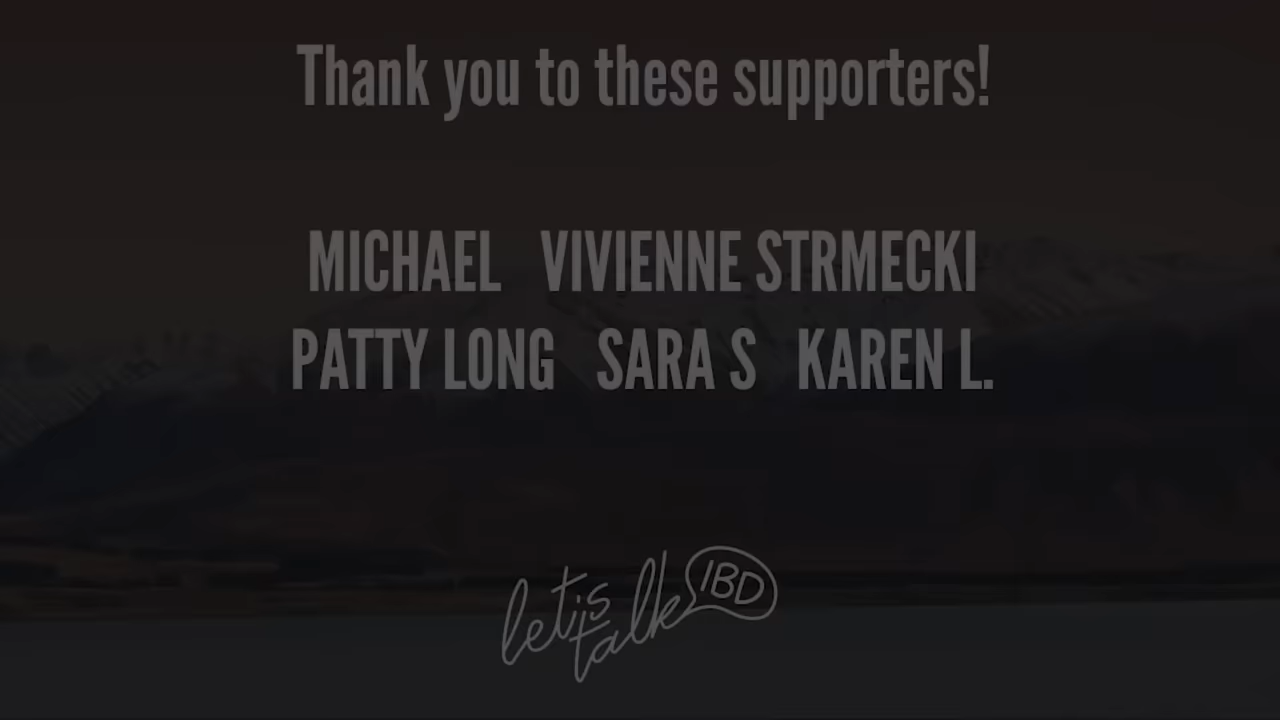 Thank you to these supporters!
MICHAEL VIVIENNE STRMECKI
PATTY LONG SARA S KAREN L.
let's talk IBD